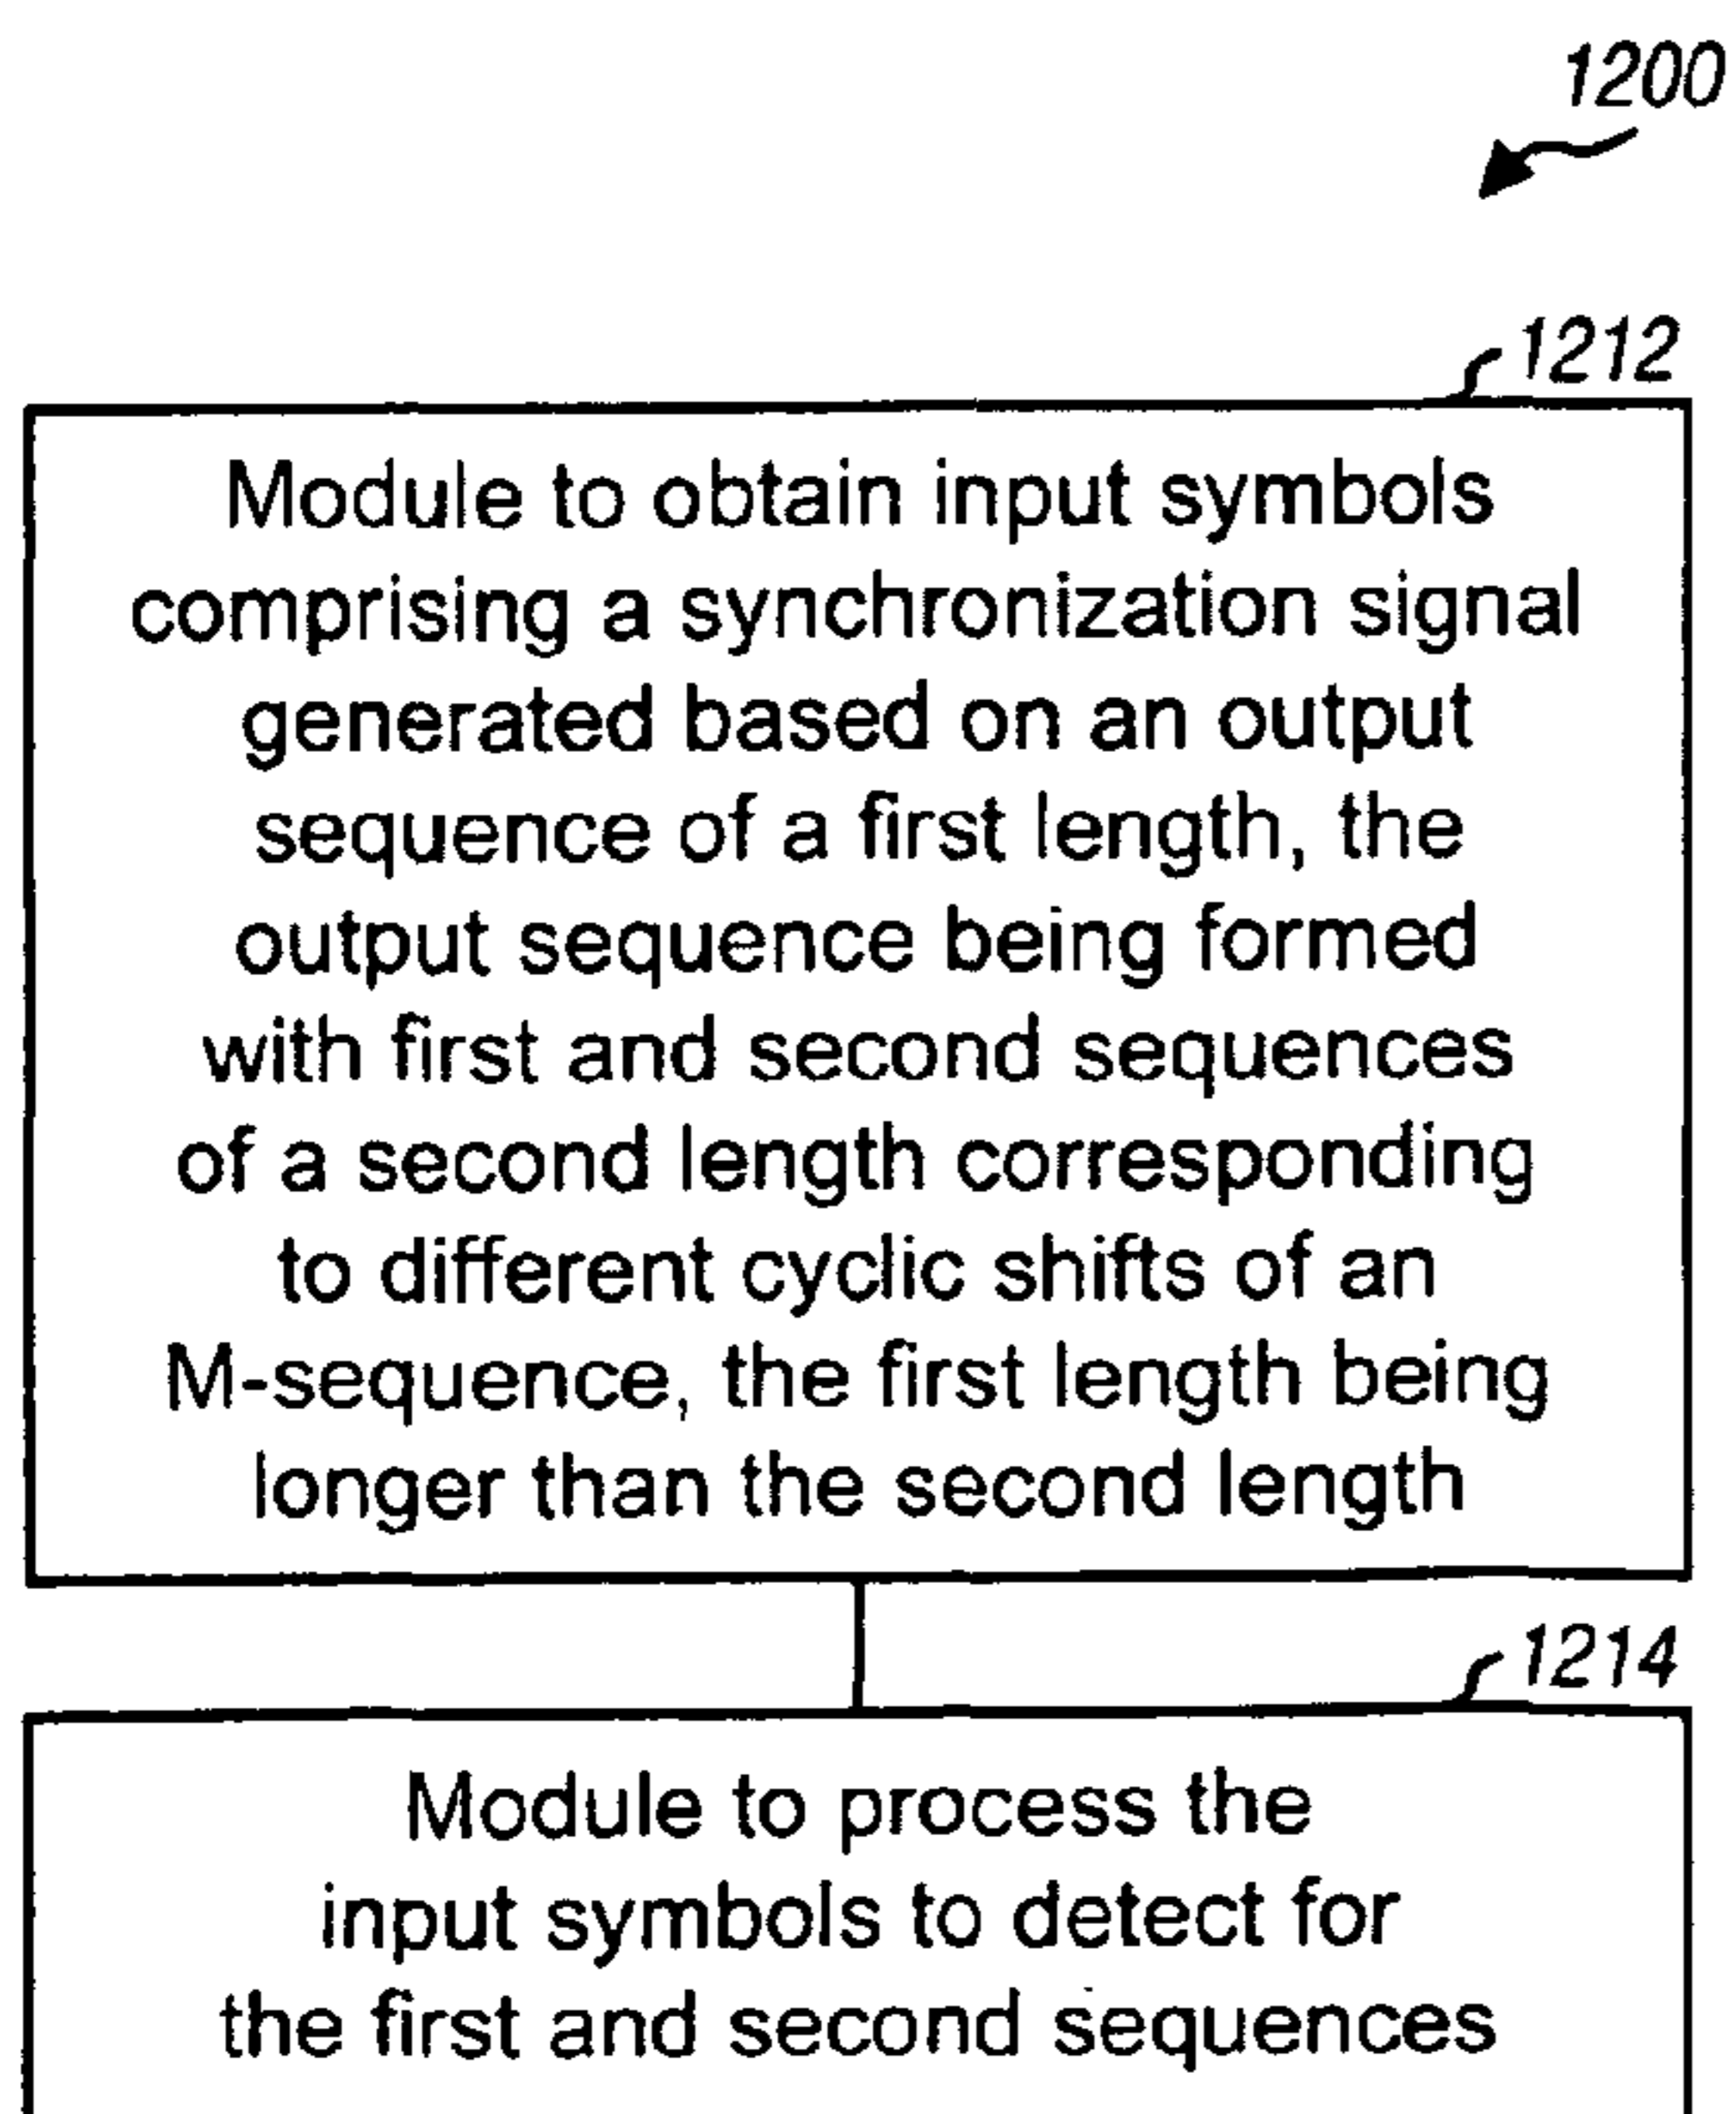 1200
1212
Module to obtain input symbols
comprising a synchronization signal
generated based on an output
sequence of a first length, the
output sequence being formed
with first and second sequences
of a second length corresponding
to different cyclic shifts of an
M-sequence, the first length being
longer than the second length
1214
Module to process the
input symbols to detect for
the first and second sequences